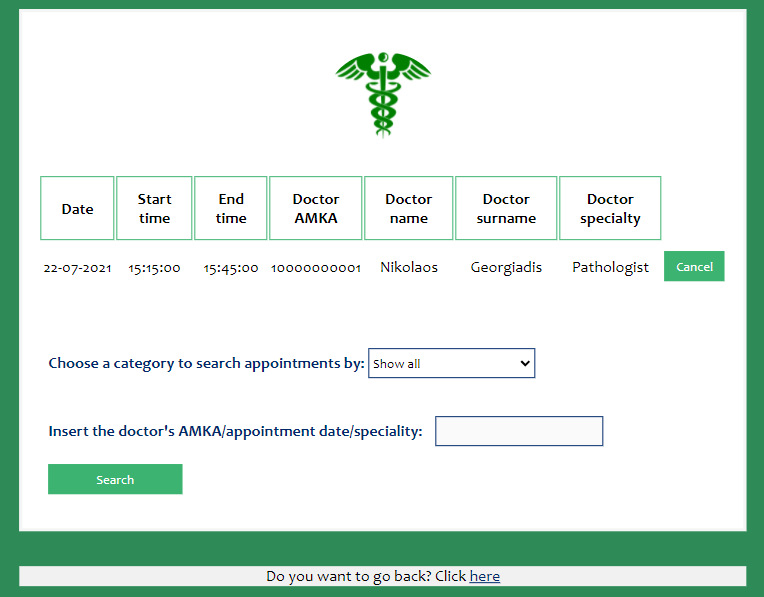 Date Start time End time Doctor AMKA Doctor name Doctor surname Doctor specialty
22-07-2021 15:15:00 15:45:00 10000000001 Nikolaos Georgiadis Pathologist Cancel
Choose a category to search appointments by: Show all
Insert the doctor's AMKA/appointment date/speciality:
Search
Do you want to go back? Click here